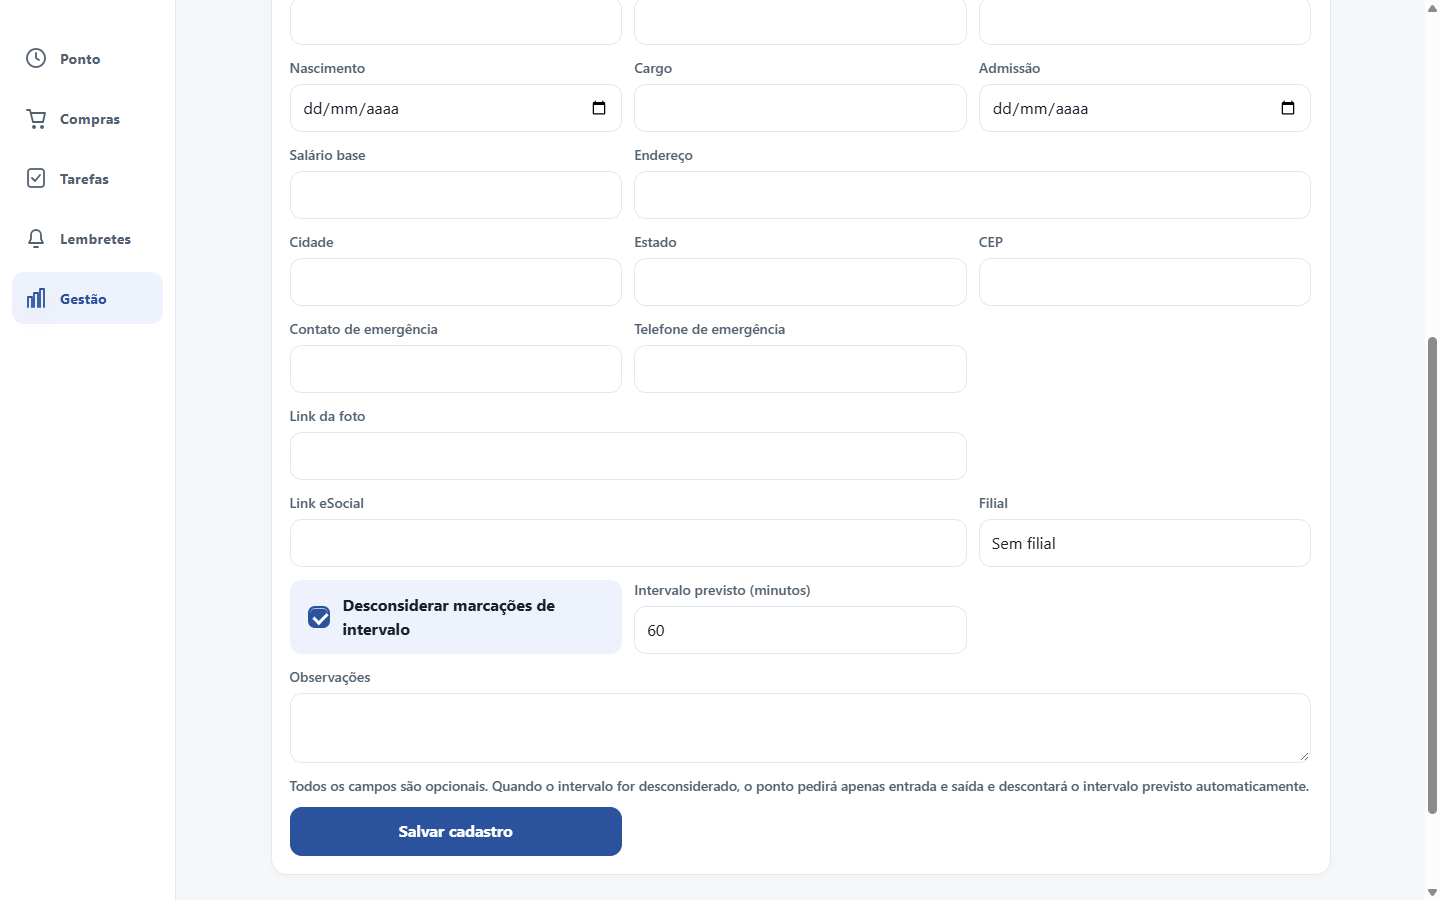 Ponto
Compras
Tarefas
Lembretes
Gestão
Nascimento
Cargo
Admissão
dd/mm/aaaa
dd/mm/aaaa
Salário base
Endereço
Cidade
Estado
CEP
Contato de emergência
Telefone de emergência
Link da foto
Link eSocial
Filial
Sem filial
Desconsiderar marcações de
intervalo
Intervalo previsto (minutos)
60
Observações
Todos os campos são opcionais. Quando o intervalo for desconsiderado, o ponto pedirá apenas entrada e saída e descontará o intervalo previsto automaticamente.
Salvar cadastro